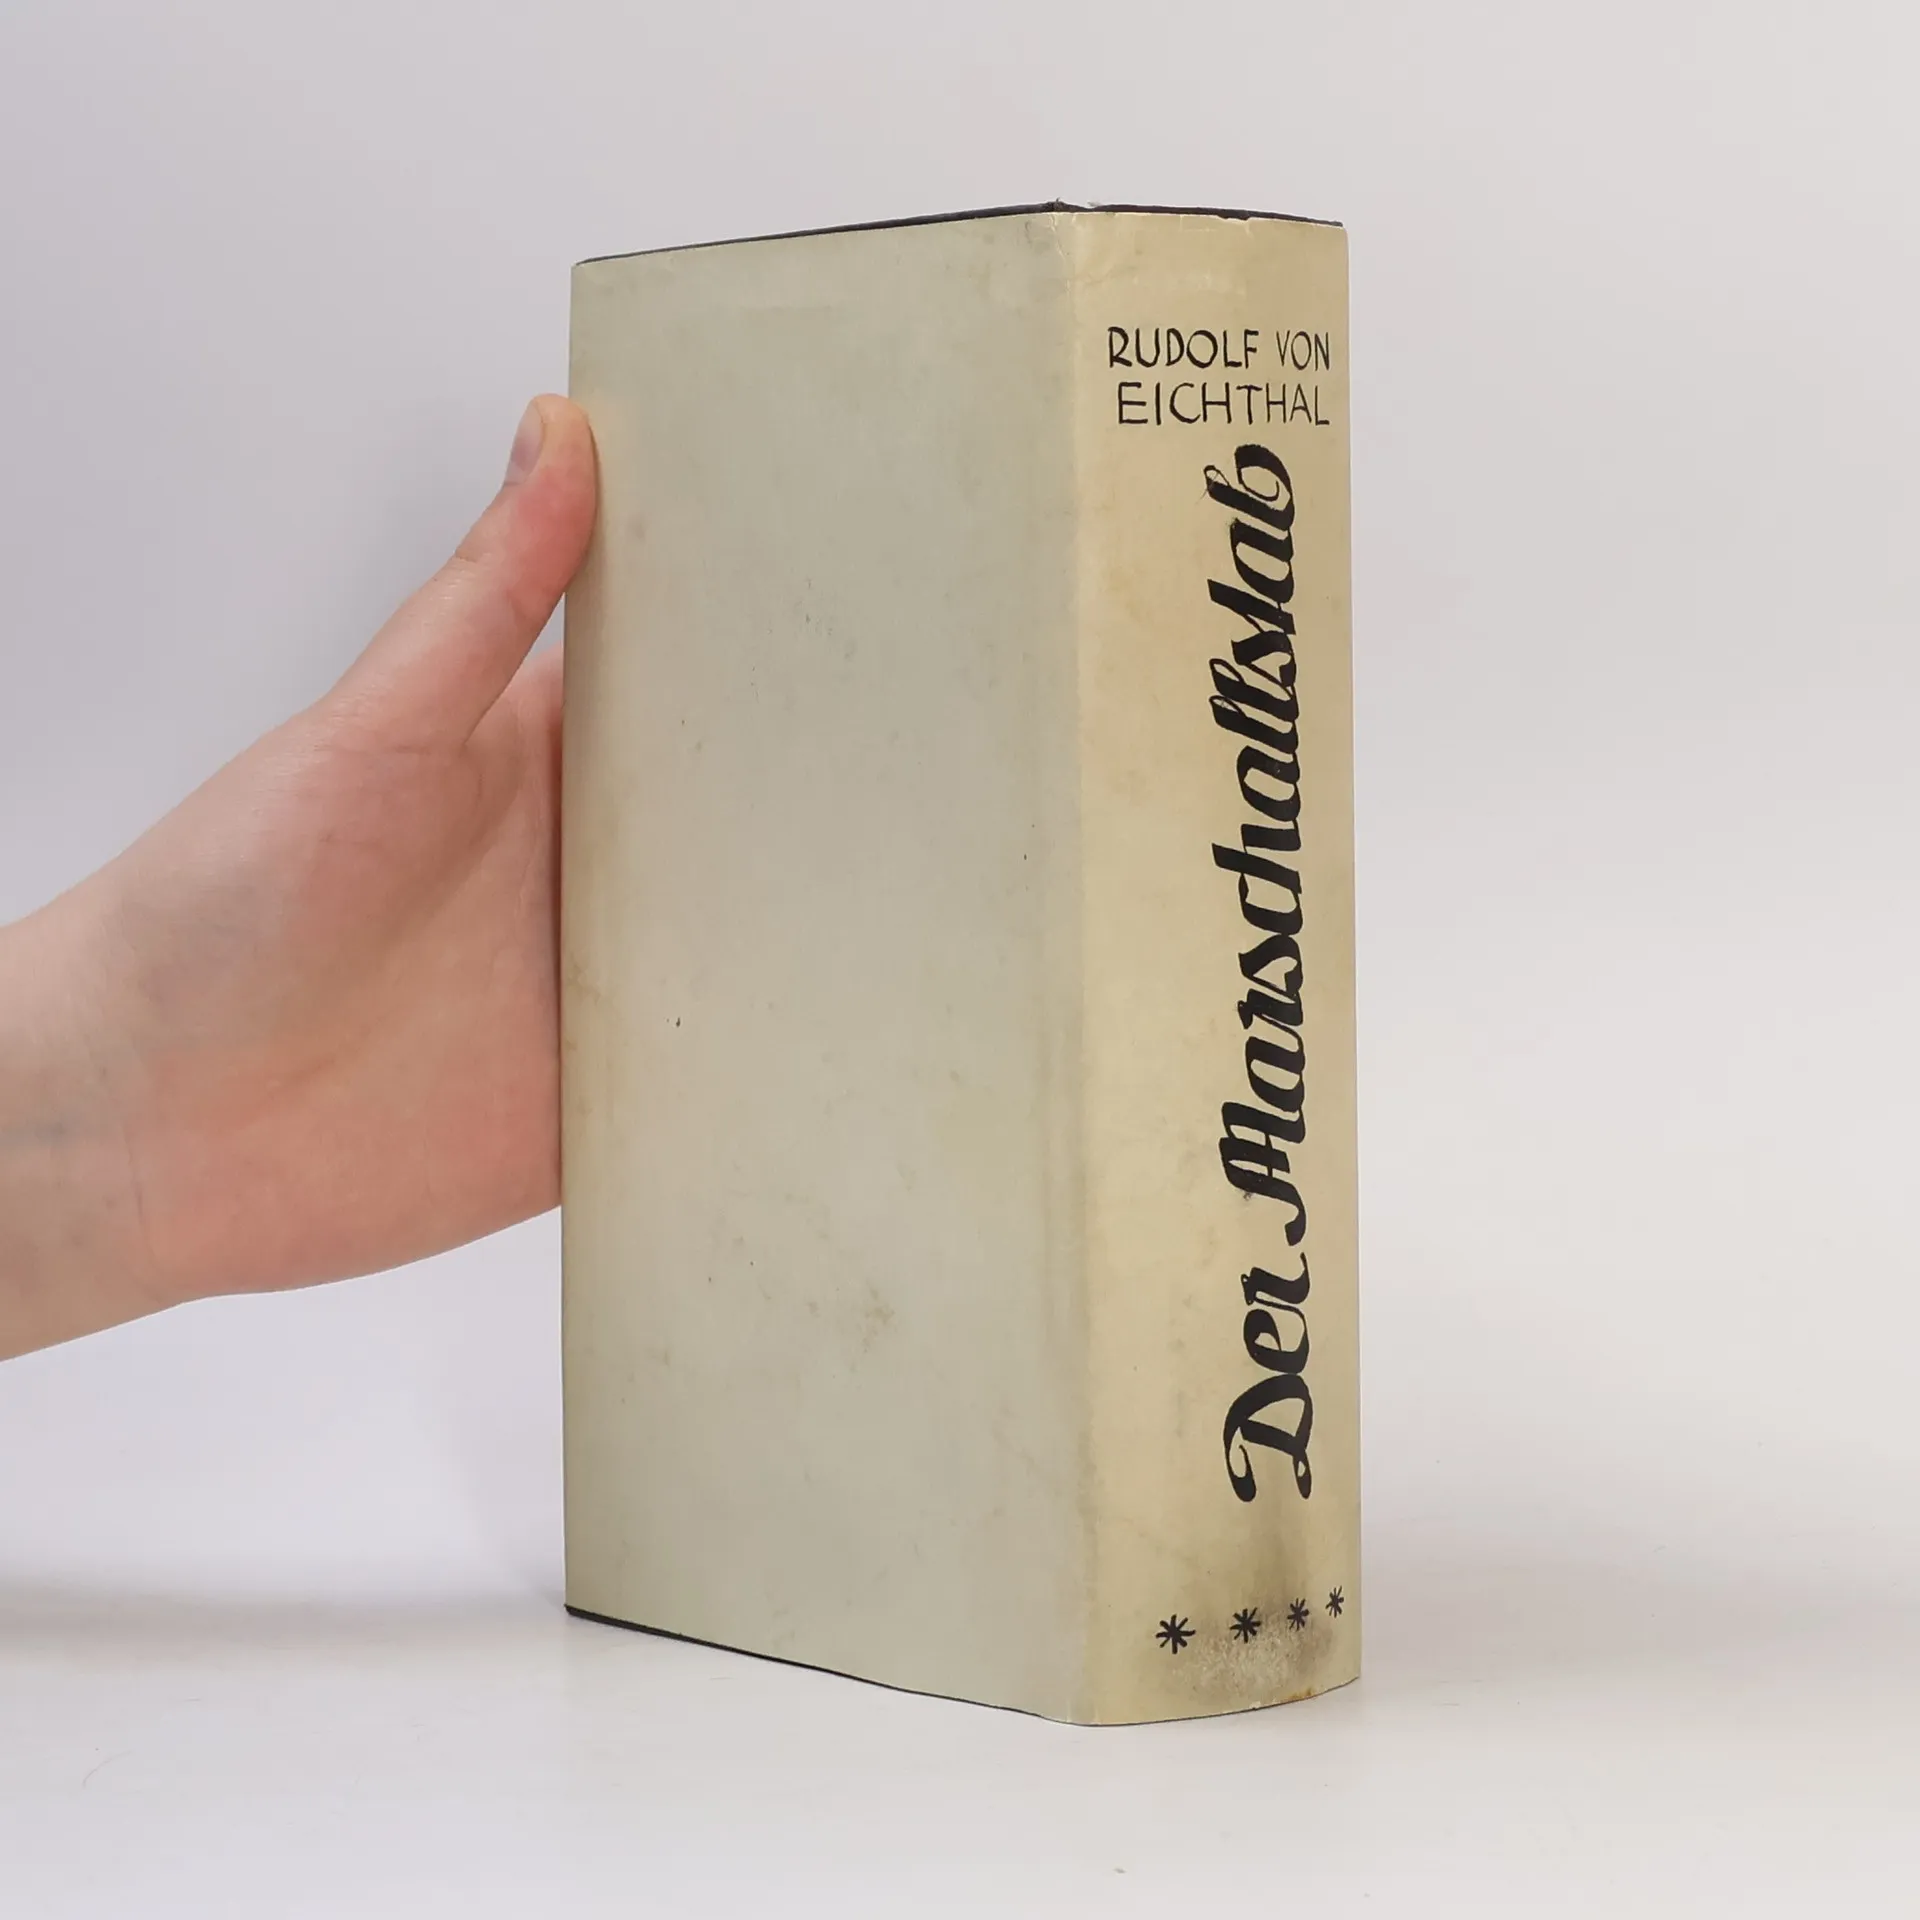 RUDOLF VON
EICHTHAL
Der Marschallstab
* * * *